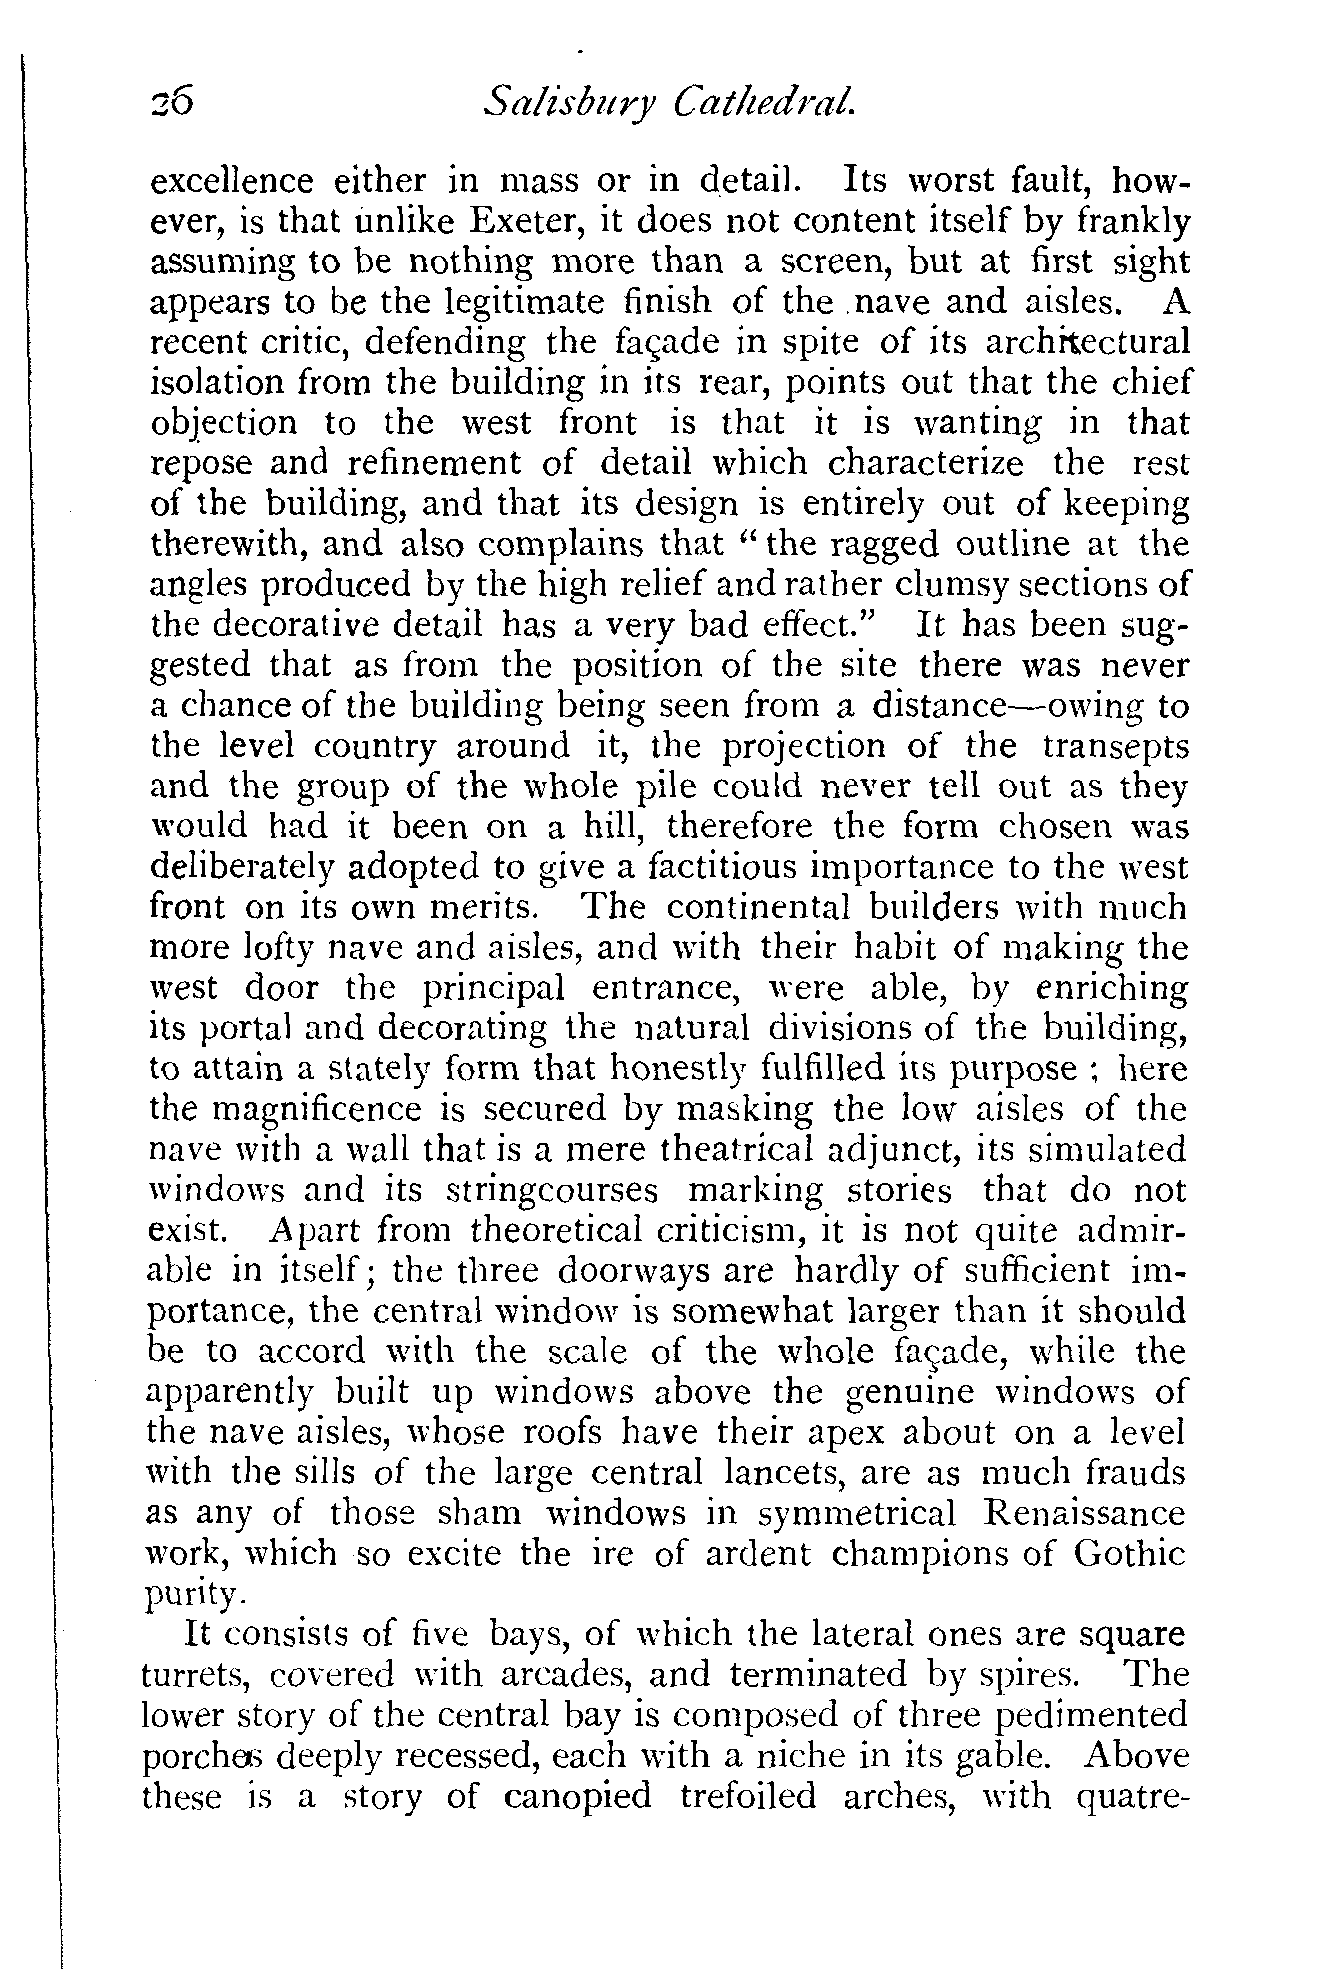 26 Salisbury Cathedral.
excellence either in mass or in detail. Its worst fault, how-
ever, is that unlike Exeter, it does not content itself by frankly
assuming to be nothing more than a screen, but at first sight
appears to be the legitimate finish of the nave and aisles. A
recent critic, defending the façade in spite of its architectural
isolation from the building in its rear, points out that the chief
objection to the west front is that it is wanting in that
repose and refinement of detail which characterize the rest
of the building, and that its design is entirely out of keeping
therewith, and also complains that “the ragged outline at the
angles produced by the high relief and rather clumsy sections of
the decorative detail has a very bad effect.” It has been sug-
gested that as from the position of the site there was never
a chance of the building being seen from a distance—owing to
the level country around it, the projection of the transepts
and the group of the whole pile could never tell out as they
would had it been on a hill, therefore the form chosen was
deliberately adopted to give a factitious importance to the west
front on its own merits. The continental builders with much
more lofty nave and aisles, and with their habit of making the
west door the principal entrance, were able, by enriching
its portal and decorating the natural divisions of the building,
to attain a stately form that honestly fulfilled its purpose ; here
the magnificence is secured by masking the low aisles of the
nave with a wall that is a mere theatrical adjunct, its simulated
windows and its stringcourses marking stories that do not
exist. Apart from theoretical criticism, it is not quite admir-
able in itself ; the three doorways are hardly of sufficient im-
portance, the central window is somewhat larger than it should
be to accord with the scale of the whole façade, while the
apparently built up windows above the genuine windows of
the nave aisles, whose roofs have their apex about on a level
with the sills of the large central lancets, are as much frauds
as any of those sham windows in symmetrical Renaissance
work, which so excite the ire of ardent champions of Gothic
purity.
It consists of five bays, of which the lateral ones are square
turrets, covered with arcades, and terminated by spires. The
lower story of the central bay is composed of three pedimented
porches deeply recessed, each with a niche in its gable. Above
these is a story of canopied trefoiled arches, with quatre-